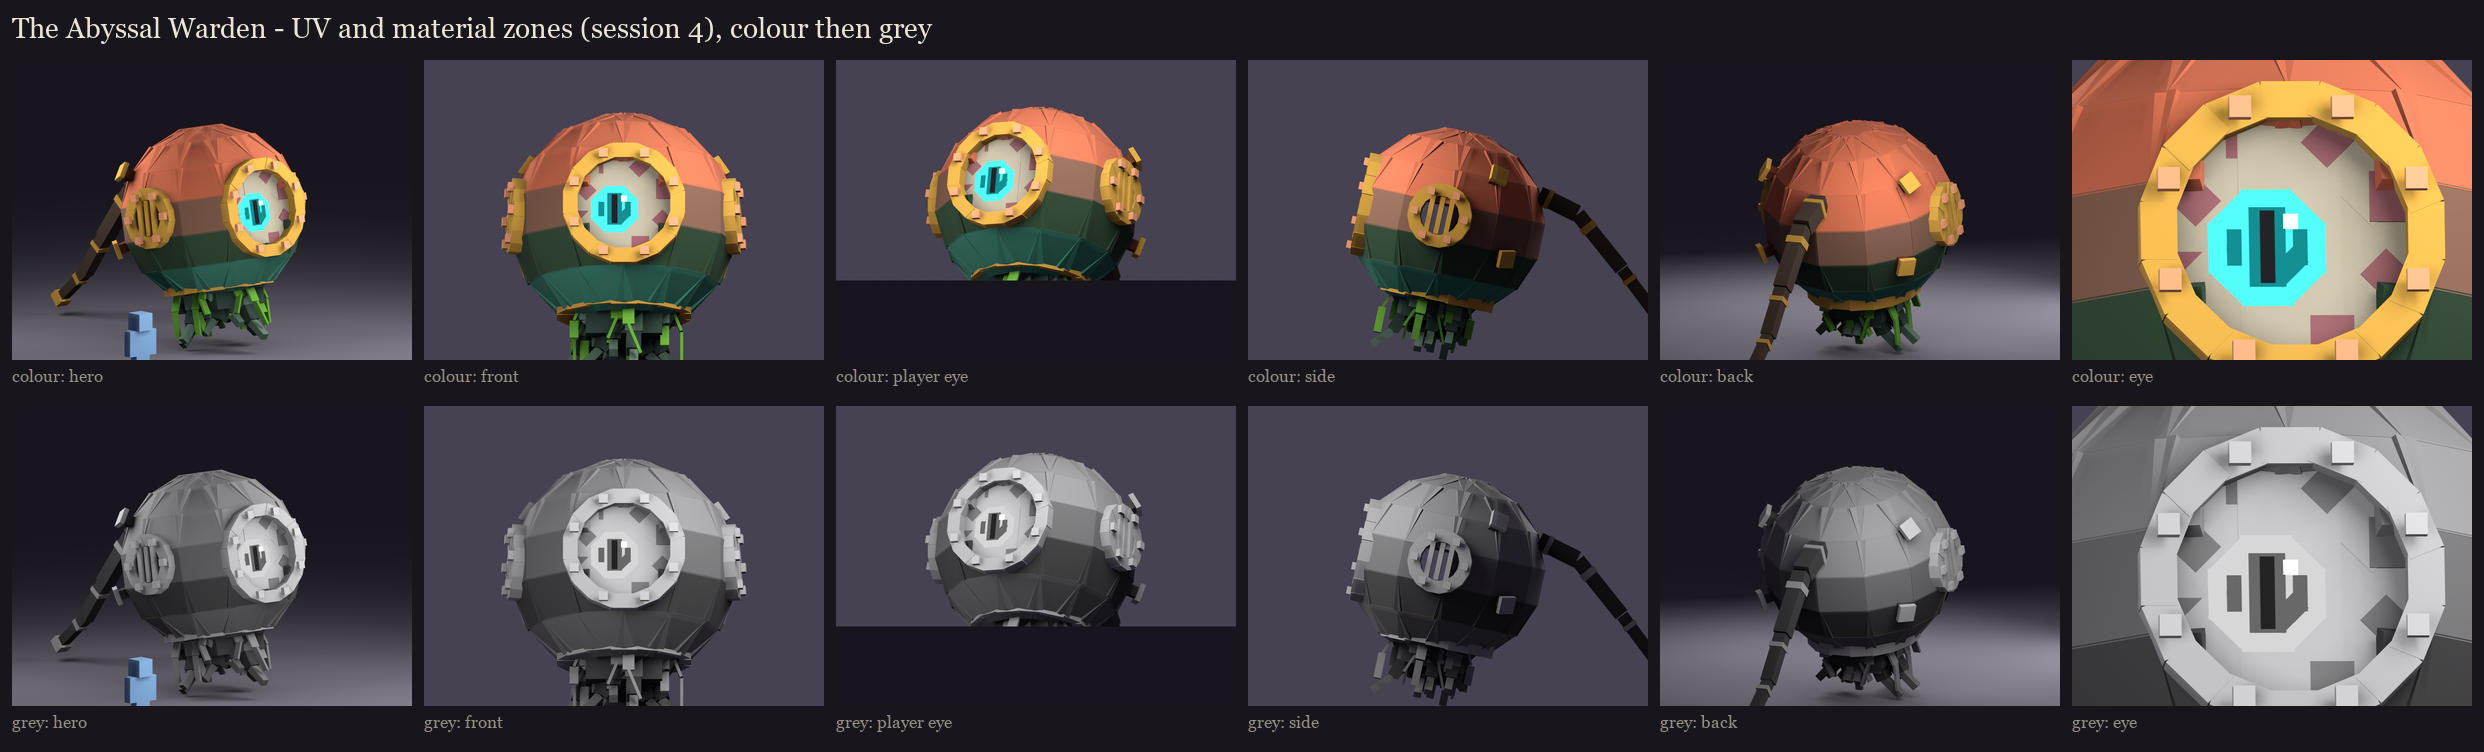 The Abyssal Warden - UV and material zones (session 4), colour then grey
colour: hero
colour: front
colour: player eye
colour: side
colour: back
colour: eye
grey: hero
grey: front
grey: player eye
grey: side
grey: back
grey: eye